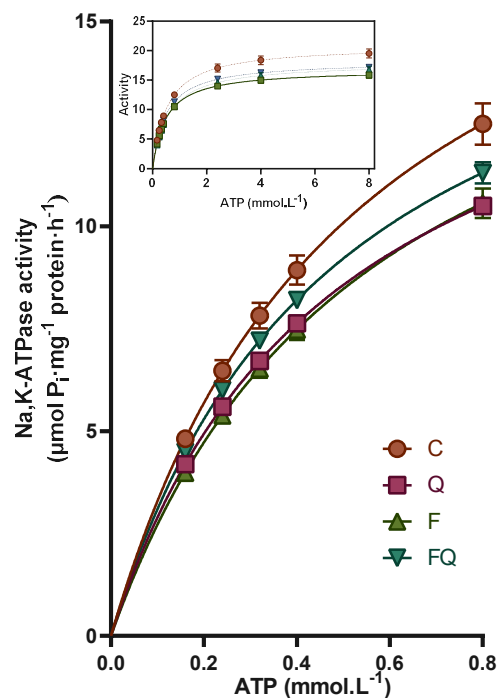 25
20
15
10
5
0
Activity
0
2
4
6
8
ATP (mmol.L⁻¹)
15
10
5
0
Na,K-ATPase activity
(μmol Pᵢ·mg⁻¹ protein·h⁻¹)
C
Q
F
FQ
0.0
0.2
0.4
0.6
0.8
ATP (mmol.L⁻¹)